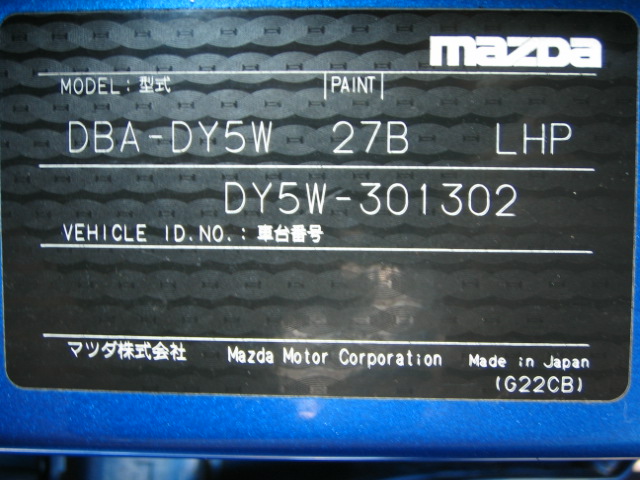 mazda
MODEL: 型式 |PAINT|
DBA-DY5W 27B LHP
DY5W-301302
VEHICLE ID.NO.: 車台番号
マツダ株式会社 Mazda Motor Corporation Made in Japan
(G22CB)